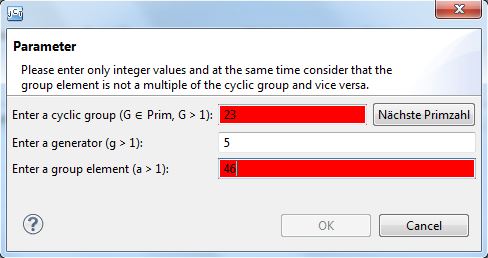 JCT
Parameter
Please enter only integer values and at the same time consider that the
group element is not a multiple of the cyclic group and vice versa.
Enter a cyclic group (G ∈ Prim, G > 1): 23 Nächste Primzahl
Enter a generator (g > 1): 5
Enter a group element (a > 1): 46
? OK Cancel